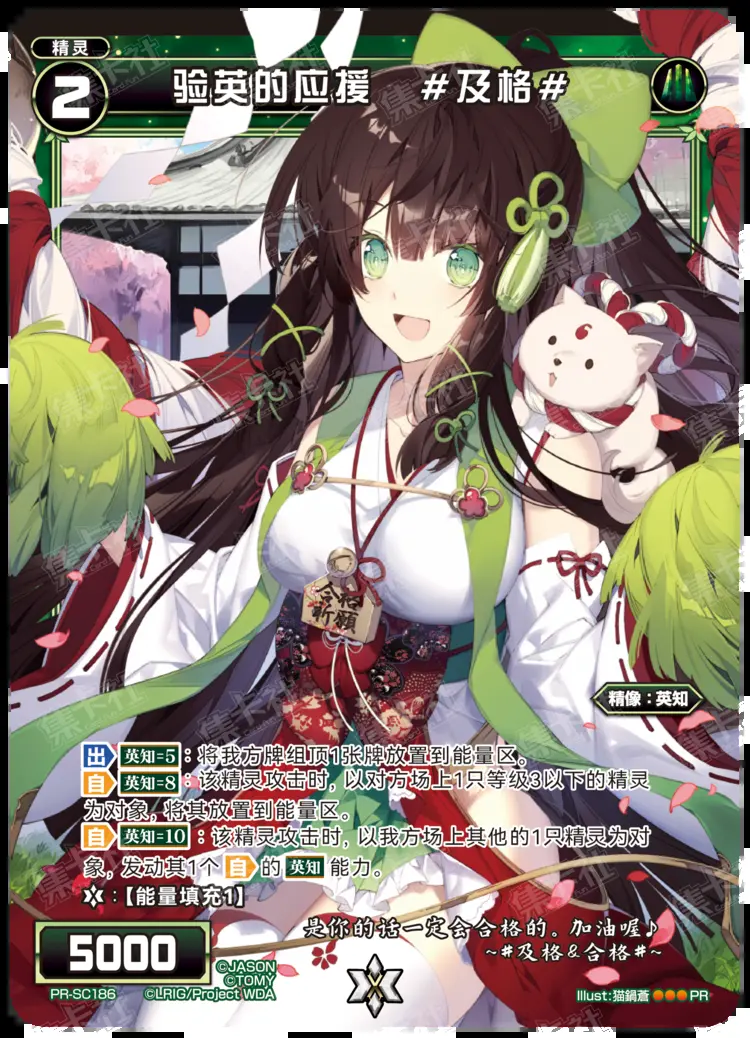 精灵
2
验英的应援 #及格#
合格
祈願
精像：英知
出 英知=5：将我方牌组顶1张牌放置到能量区。
自 英知=8：该精灵攻击时，以对方场上1只等级3以下的精灵
为对象，将其放置到能量区。
自 英知=10：该精灵攻击时，以我方场上其他的1只精灵为对
象，发动其1个 自 的 英知 能力。
：【能量填充1】
是你的话一定会合格的。加油喔♪
~#及格&合格#~
5000
©JASON
©TOMY
PR-SC186 ©LRIG/Project WDA
Illust:猫鍋蒼 PR
集卡社